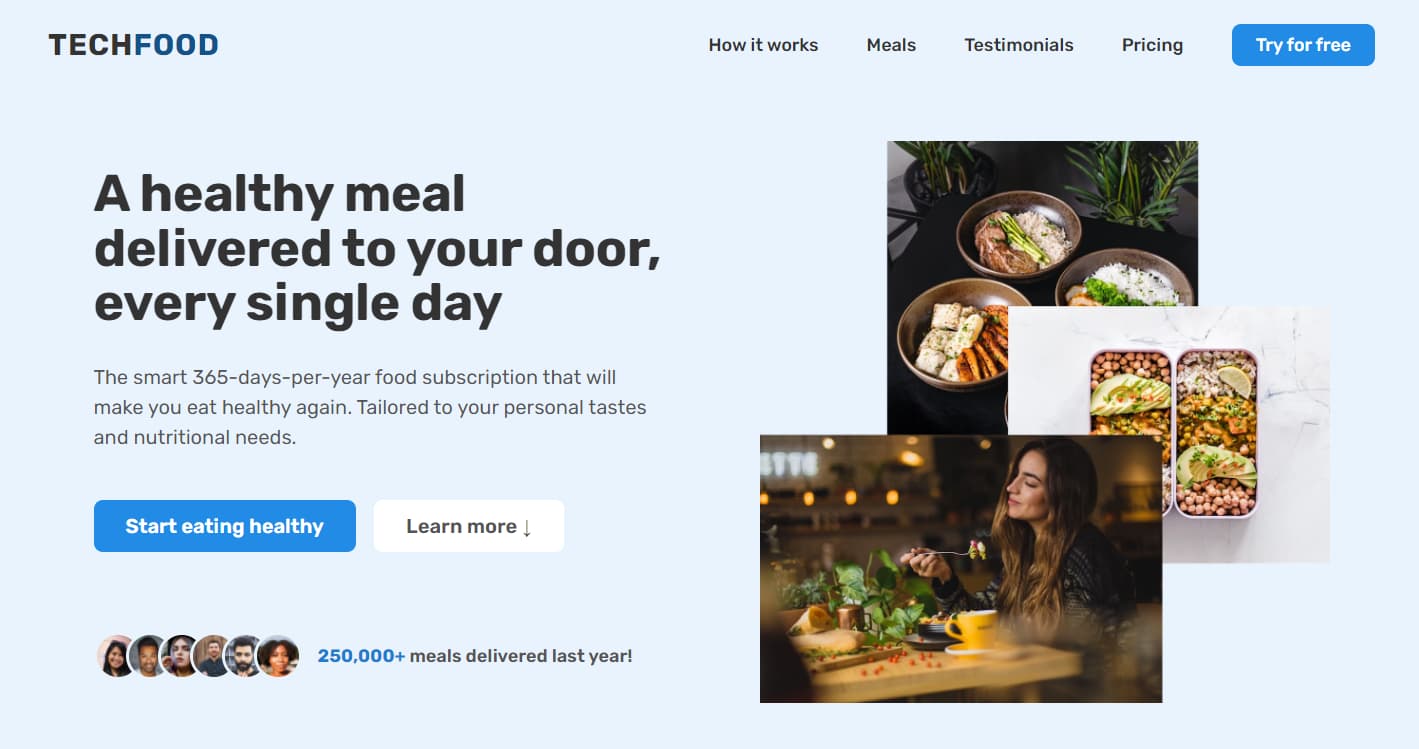 TECHFOOD
How it works
Meals
Testimonials
Pricing
Try for free
A healthy meal
delivered to your door,
every single day
The smart 365-days-per-year food subscription that will
make you eat healthy again. Tailored to your personal tastes
and nutritional needs.
Start eating healthy
Learn more ↓
250,000+ meals delivered last year!